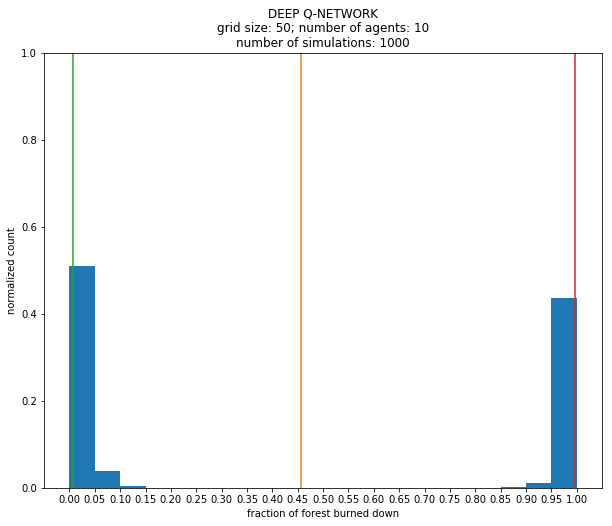 DEEP Q-NETWORK
grid size: 50; number of agents: 10
number of simulations: 1000
1.0
0.8
0.6
0.4
0.2
0.0
normalized count
0.00 0.05 0.10 0.15 0.20 0.25 0.30 0.35 0.40 0.45 0.50 0.55 0.60 0.65 0.70 0.75 0.80 0.85 0.90 0.95 1.00
fraction of forest burned down